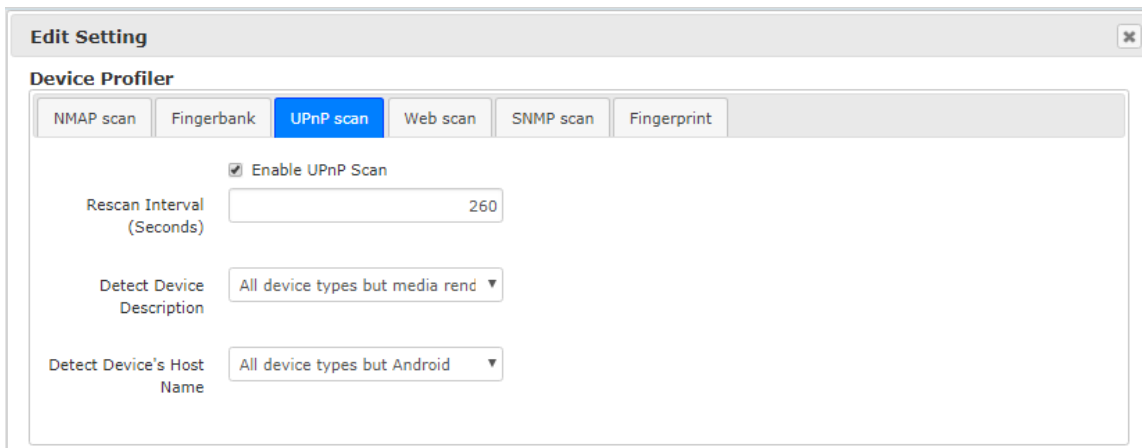 Edit Setting
Device Profiler
NMAP scan Fingerbank UPnP scan Web scan SNMP scan Fingerprint
Enable UPnP Scan
Rescan Interval 260
(Seconds)
Detect Device All device types but media rend
Description
Detect Device's Host All device types but Android
Name